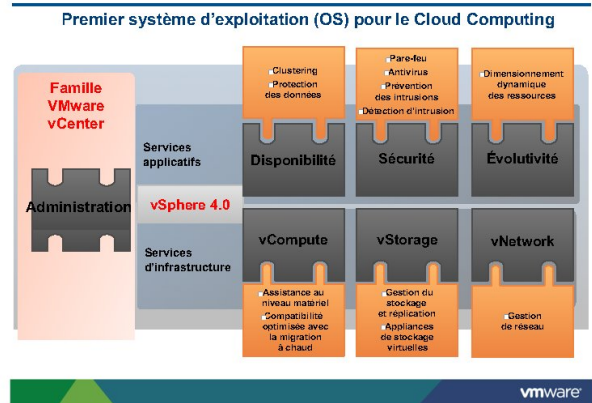 Premier système d'exploitation (OS) pour le Cloud Computing
Famille
VMware
vCenter
Administration
Services
applicatifs
vSphere 4.0
Services
d'infrastructure
Clustering
Protection
des données
Disponibilité
Pare-feu
Antivirus
Prévention
des intrusions
Détection d'intrusion
Sécurité
Dimensionnement
dynamique
des ressources
Évolutivité
vCompute
Assistance au
niveau matériel
Compatibilité
optimisée avec
la migration
à chaud
vStorage
Gestion du
stockage
et réplication
Appliances
de stockage
virtuelles
vNetwork
Gestion
de réseau
vmware